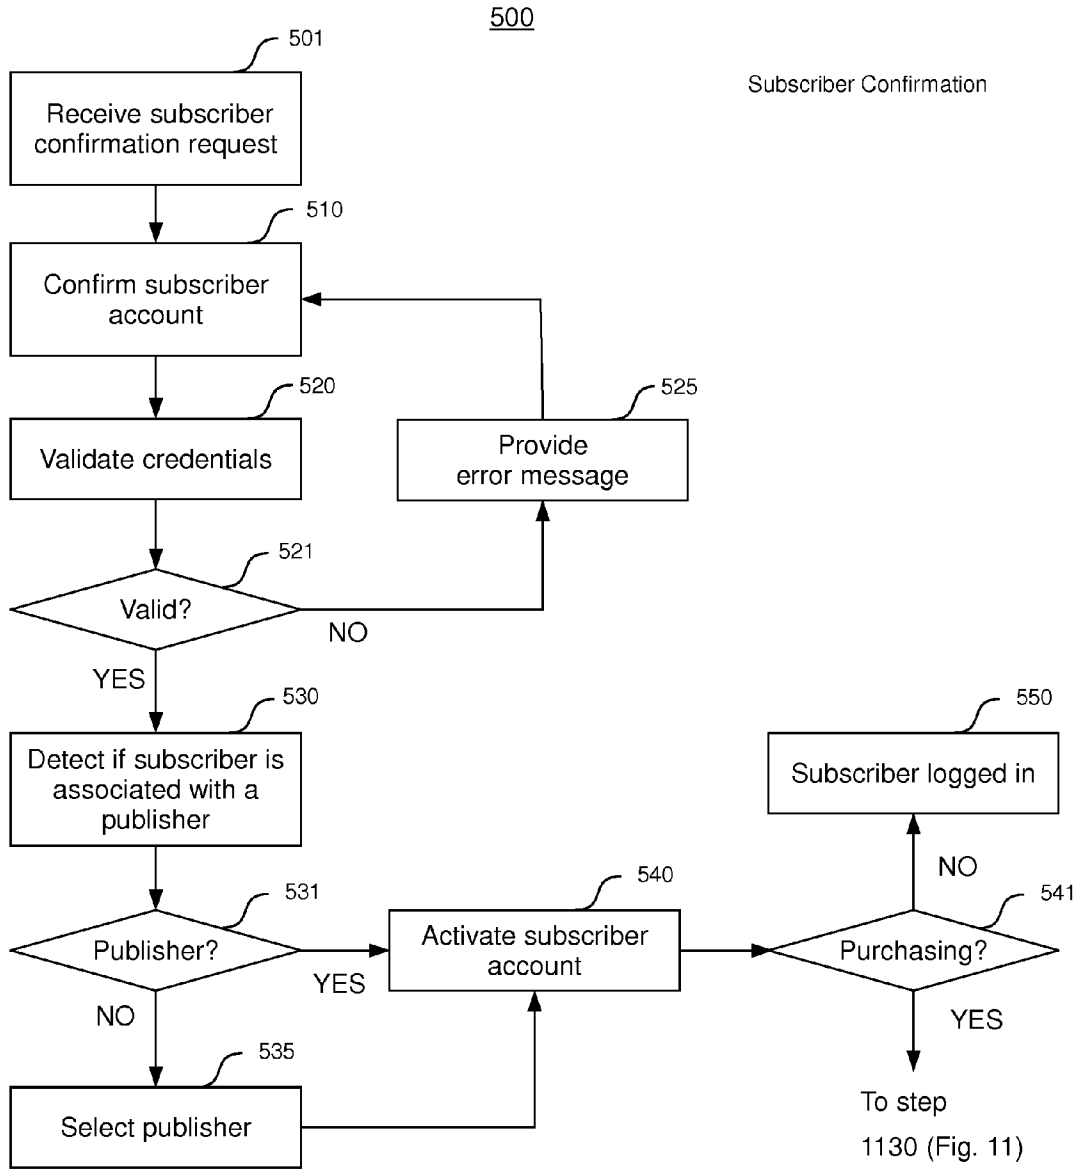 500
501
Subscriber Confirmation
Receive subscriber
confirmation request
510
Confirm subscriber
account
520
525
Validate credentials
Provide
error message
521
Valid?
NO
YES
530
550
Detect if subscriber is
associated with a
publisher
Subscriber logged in
NO
531
540
541
Publisher?
Activate subscriber
account
Purchasing?
YES
NO
YES
535
Select publisher
To step
1130 (Fig. 11)